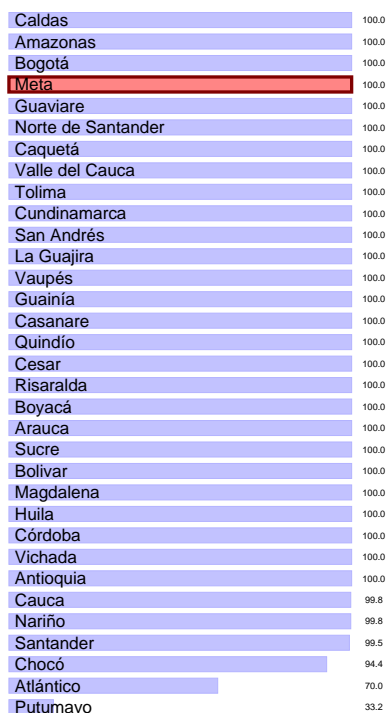 Caldas 100.0
Amazonas 100.0
Bogotá 100.0
Meta 100.0
Guaviare 100.0
Norte de Santander 100.0
Caquetá 100.0
Valle del Cauca 100.0
Tolima 100.0
Cundinamarca 100.0
San Andrés 100.0
La Guajira 100.0
Vaupés 100.0
Guainía 100.0
Casanare 100.0
Quindío 100.0
Cesar 100.0
Risaralda 100.0
Boyacá 100.0
Arauca 100.0
Sucre 100.0
Bolivar 100.0
Magdalena 100.0
Huila 100.0
Córdoba 100.0
Vichada 100.0
Antioquia 100.0
Cauca 99.8
Nariño 99.8
Santander 99.5
Chocó 94.4
Atlántico 70.0
Putumayo 33.2